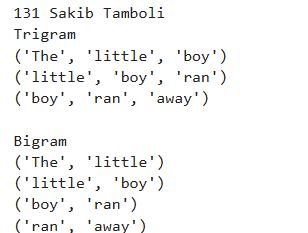 131 Sakib Tamboli
Trigram
('The', 'little', 'boy')
('little', 'boy', 'ran')
('boy', 'ran', 'away')

Bigram
('The', 'little')
('little', 'boy')
('boy', 'ran')
('ran', 'away')